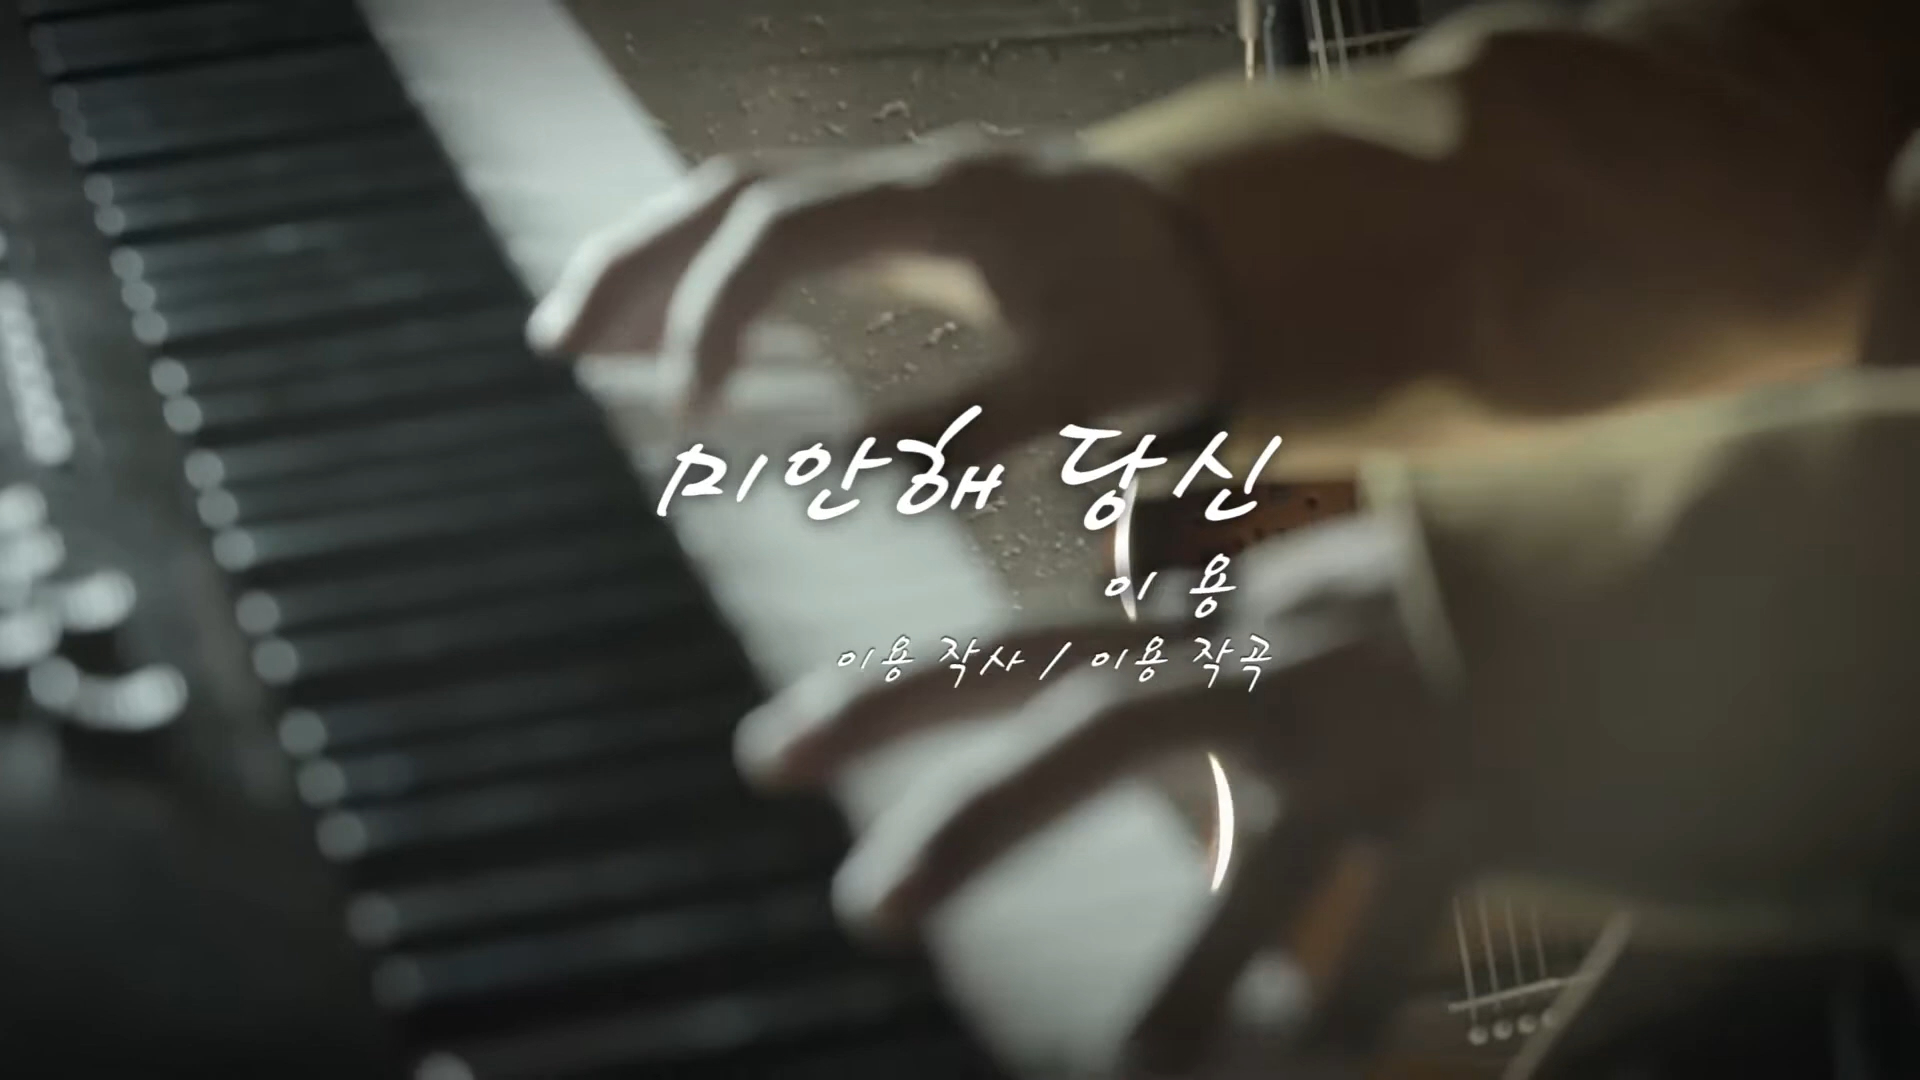 미안해 당신
이 용
이용 작사 / 이용 작곡